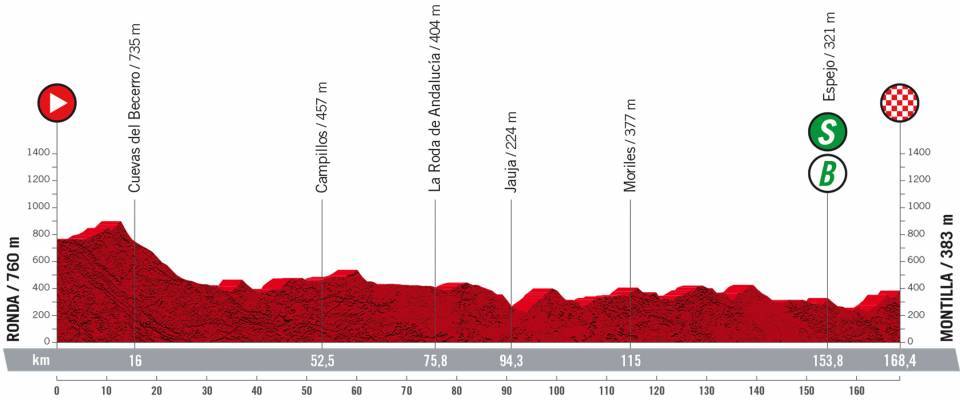 RONDA / 760 m
Cuevas del Becerro / 735 m
Campillos / 457 m
La Roda de Andalucía / 404 m
Jauja / 224 m
Moriles / 377 m
Espejo / 321 m
S
B
MONTILLA / 383 m
1400
1200
1000
800
600
400
200
0
1400
1200
1000
800
600
400
200
0
km 16 52,5 75,8 94,3 115 153,8 168,4
0 10 20 30 40 50 60 70 80 90 100 110 120 130 140 150 160